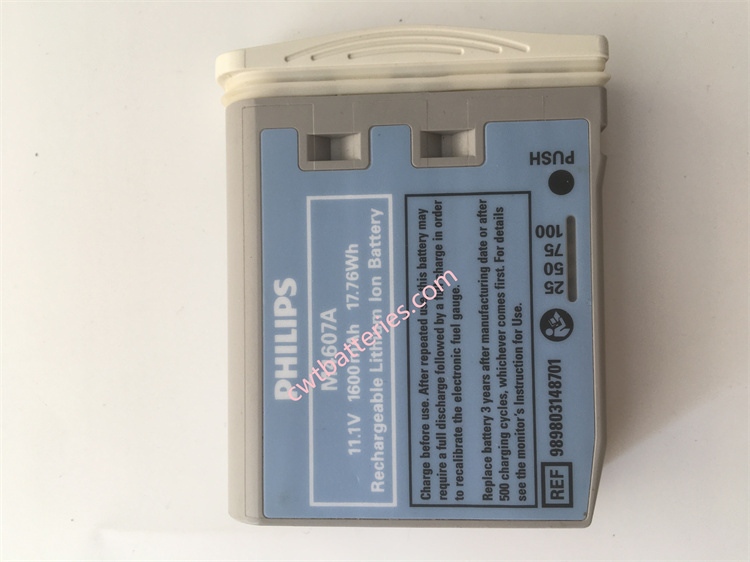 PHILIPS
M4607A
11.1V 1600mAh 17.76Wh
Rechargeable Lithium Ion Battery
Charge before use. After repeated use, this battery may
require a full discharge followed by a full charge in order
to recalibrate the electronic fuel gauge.
Replace battery 3 years after manufacturing date or after
500 charging cycles, whichever comes first. For details
see the monitor's Instruction for Use.
REF 989803148701
25 50 75 100
PUSH
cwtbatteries.com